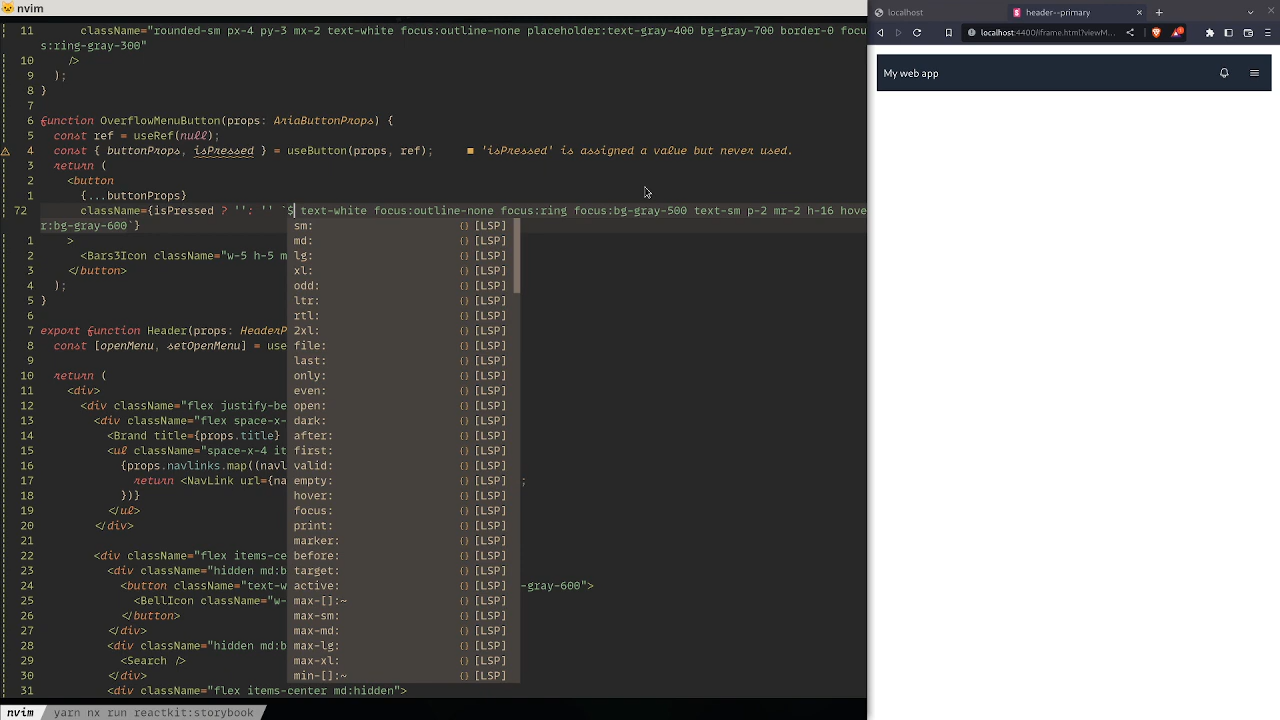 nvim
11 className="rounded-sm px-4 py-3 mx-2 text-white focus:outline-none placeholder:text-gray-400 bg-gray-700 border-0 focu
s:ring-gray-300"
10 />
9 );
8 }
7
6 function OverflowMenuButton(props: AriaButtonProps) {
5 const ref = useRef(null);
4 const { buttonProps, isPressed } = useButton(props, ref); ■ 'isPressed' is assigned a value but never used.
3 return (
2 <button
1 {...buttonProps}
72 className={isPressed ? '': '' `$ text-white focus:outline-none focus:ring focus:bg-gray-500 text-sm p-2 mr-2 h-16 hove
r:bg-gray-600`}
1 >
2 <Bars3Icon className="w-5 h-5 m
3 </button>
4 );
5 }
6
7 export function Header(props: HeaderP
8 const [openMenu, setOpenMenu] = use
9
10 return (
11 <div>
12 <div className="flex justify-be
13 <div className="flex space-x-
14 <Brand title={props.title}
15 <ul className="space-x-4 it
16 {props.navlinks.map((navl
17 return <NavLink url={na ;
18 })}
19 </ul>
20 </div>
21
22 <div className="flex items-ce
23 <div className="hidden md:b
24 <button className="text-w -gray-600">
25 <BellIcon className="w-
26 </button>
27 </div>
28 <div className="hidden md:b
29 <Search />
30 </div>
31 <div className="flex items-center md:hidden">
sm: {} [LSP]
md: {} [LSP]
lg: {} [LSP]
xl: {} [LSP]
odd: {} [LSP]
ltr: {} [LSP]
rtl: {} [LSP]
2xl: {} [LSP]
file: {} [LSP]
last: {} [LSP]
only: {} [LSP]
even: {} [LSP]
open: {} [LSP]
dark: {} [LSP]
after: {} [LSP]
first: {} [LSP]
valid: {} [LSP]
empty: {} [LSP]
hover: {} [LSP]
focus: {} [LSP]
print: {} [LSP]
marker: {} [LSP]
before: {} [LSP]
target: {} [LSP]
active: {} [LSP]
max-[]:~ {} [LSP]
max-sm: {} [LSP]
max-md: {} [LSP]
max-lg: {} [LSP]
max-xl: {} [LSP]
min-[]:~ {} [LSP]
nvim yarn nx run reactkit:storybook
localhost header--primary
localhost:4400/iframe.html?viewM...
My web app